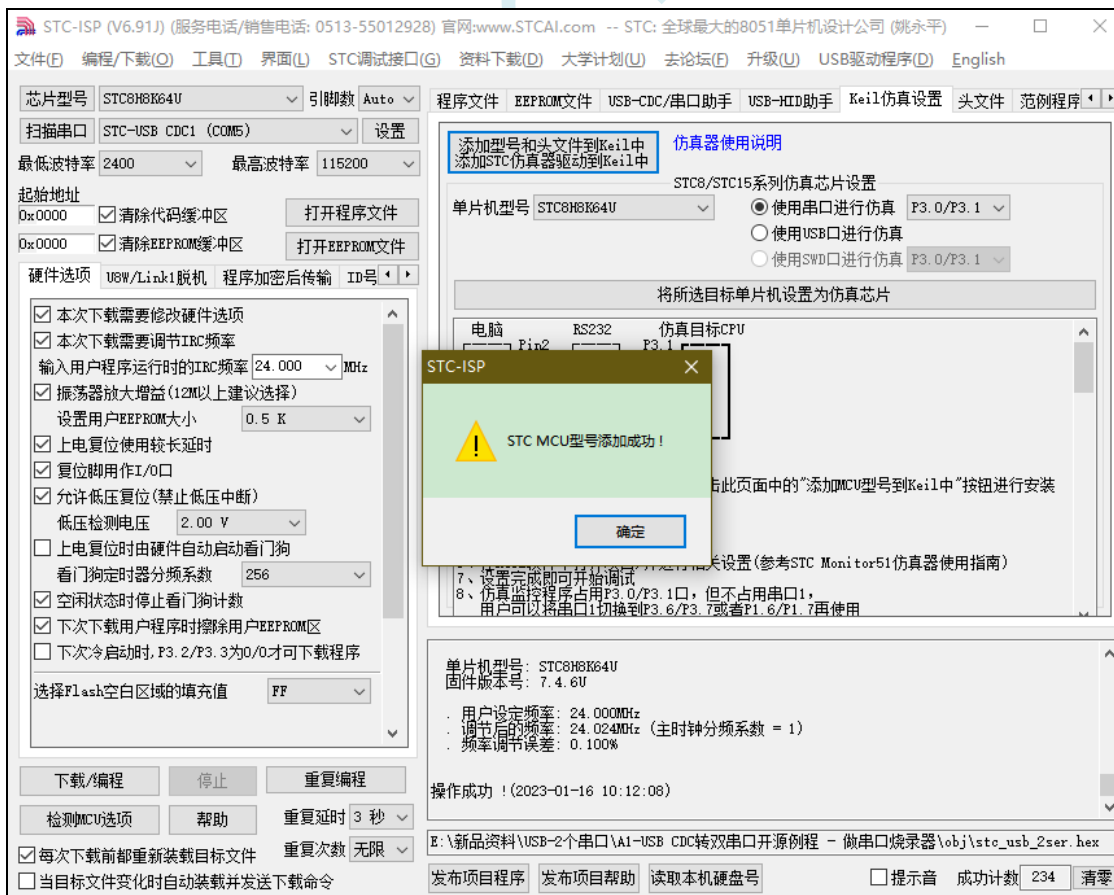 STC-ISP (V6.91J) (服务电话/销售电话: 0513-55012928) 官网:www.STCAI.com -- STC: 全球最大的8051单片机设计公司 (姚永平)
文件(F) 编程/下载(O) 工具(T) 界面(L) STC调试接口(G) 资料下载(D) 大学计划(U) 去论坛(F) 升级(U) USB驱动程序(D) English
芯片型号 STC8H8K64U 引脚数 Auto
扫描串口 STC-USB CDC1 (COM5) 设置
最低波特率 2400 最高波特率 115200
起始地址
0x0000 清除代码缓冲区 打开程序文件
0x0000 清除EEPROM缓冲区 打开EEPROM文件
硬件选项 U8W/Link1脱机 程序加密后传输 ID号
本次下载需要修改硬件选项
本次下载需要调节IRC频率
输入用户程序运行时的IRC频率 24.000 MHz
振荡器放大增益(12M以上建议选择)
设置用户EEPROM大小 0.5 K
上电复位使用较长延时
复位脚用作I/O口
允许低压复位(禁止低压中断)
低压检测电压 2.00 V
上电复位时由硬件自动启动看门狗
看门狗定时器分频系数 256
空闲状态时停止看门狗计数
下次下载用户程序时擦除用户EEPROM区
下次冷启动时,P3.2/P3.3为0/0才可下载程序
选择Flash空白区域的填充值 FF
下载/编程 停止 重复编程
检测MCU选项 帮助 重复延时 3 秒
每次下载前都重新装载目标文件 重复次数 无限
当目标文件变化时自动装载并发送下载命令
程序文件 EEPROM文件 USB-CDC/串口助手 USB-HID助手 Keil仿真设置 头文件 范例程序
添加型号和头文件到Keil中
添加STC仿真器驱动到Keil中
仿真器使用说明
STC8/STC15系列仿真芯片设置
单片机型号 STC8H8K64U 使用串口进行仿真 P3.0/P3.1
使用USB口进行仿真
使用SWD口进行仿真 P3.0/P3.1
将所选目标单片机设置为仿真芯片
电脑 RS232 仿真目标CPU
Pin2 P3.1
STC-ISP
STC MCU型号添加成功！
确定
击此页面中的"添加MCU型号到Keil中"按钮进行安装
关设置(参考STC Monitor51仿真器使用指南)
7、设置完成即可开始调试
8、仿真监控程序占用P3.0/P3.1口，但不占用串口1，
用户可以将串口1切换到P3.6/P3.7或者P1.6/P1.7再使用
单片机型号: STC8H8K64U
固件版本号: 7.4.6U
. 用户设定频率: 24.000MHz
. 调节后的频率: 24.024MHz (主时钟分频系数 = 1)
. 频率调节误差: 0.100%
操作成功 !(2023-01-16 10:12:08)
E:\新品资料\USB-2个串口\A1-USB CDC转双串口开源例程 - 做串口烧录器\obj\stc_usb_2ser.hex
发布项目程序 发布项目帮助 读取本机硬盘号 提示音 成功计数 234 清零